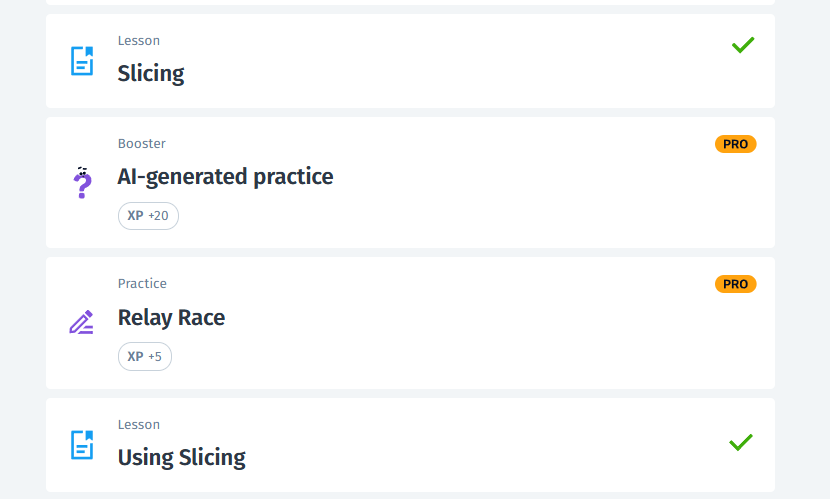 Lesson
Slicing
Booster
PRO
AI-generated practice
XP +20
Practice
PRO
Relay Race
XP +5
Lesson
Using Slicing